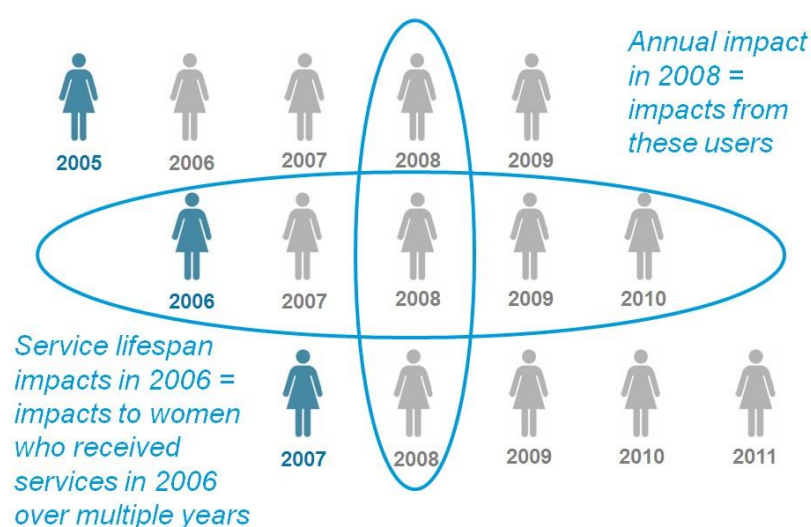 Annual impact
in 2008 =
impacts from
these users
2005 2006 2007 2008 2009
2006 2007 2008 2009 2010
Service lifespan
impacts in 2006 =
impacts to women
who received
services in 2006
over multiple years
2007 2008 2009 2010 2011